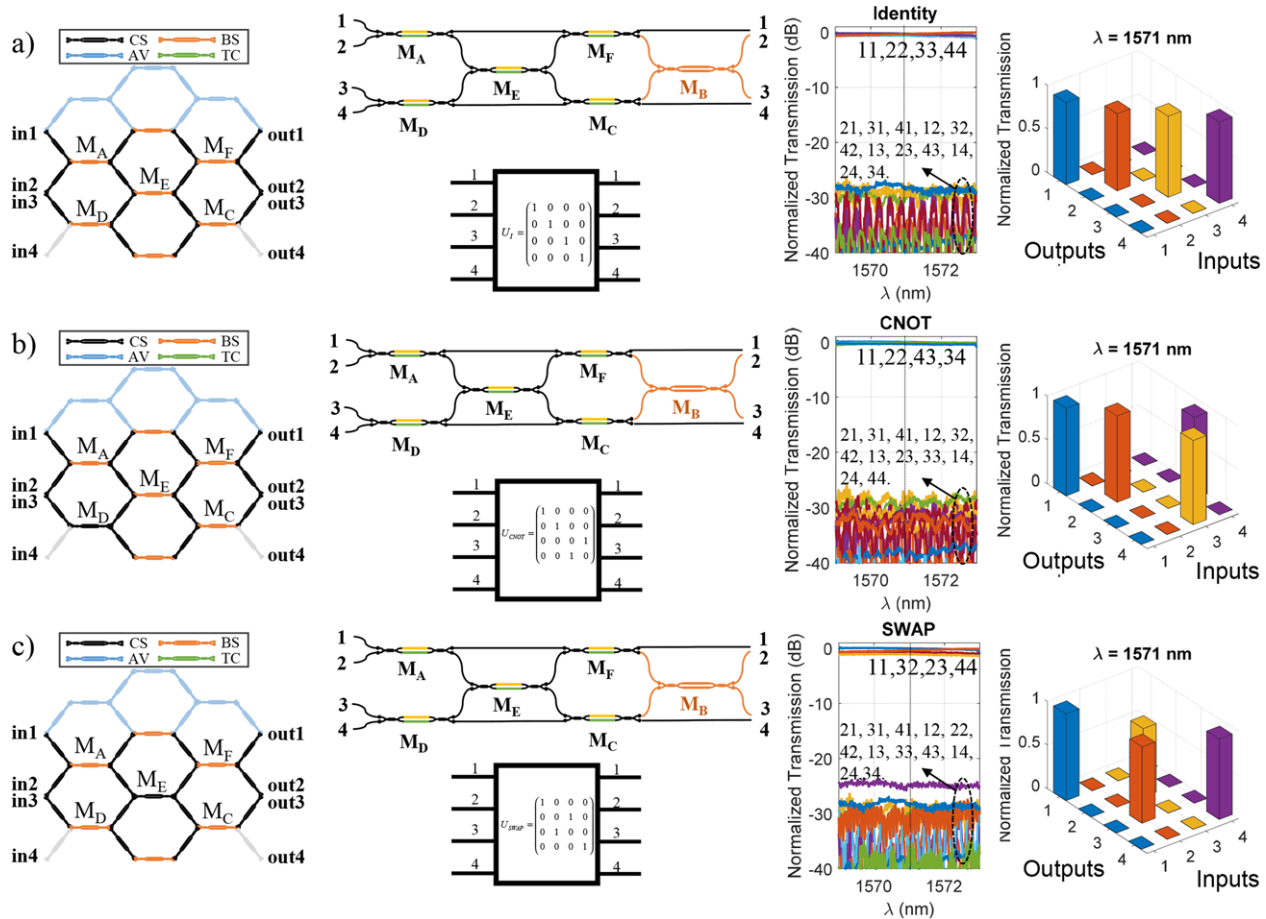 a)
CS BS
AV TC
in1 out1
M_A M_F
M_E
in2 out2
in3 out3
M_D M_C
in4 out4
1 1
2 2
M_A M_F
M_E M_B
3 3
4 4
M_D M_C
1 1
2 2
3 3
4 4
U_I =
1 0 0 0
0 1 0 0
0 0 1 0
0 0 0 1
Identity
Normalized Transmission (dB)
0
-10
-20
-30
-40
11,22,33,44
21, 31, 41, 12, 32,
42, 13, 23, 43, 14,
24, 34.
1570 1572
λ (nm)
λ = 1571 nm
Normalized Transmission
1
0.5
0
1 2 3 4
Outputs
1 2 3 4
Inputs
b)
CS BS
AV TC
in1 out1
M_A M_F
M_E
in2 out2
in3 out3
M_D M_C
in4 out4
1 1
2 2
M_A M_F
M_E M_B
3 3
4 4
M_D M_C
1 1
2 2
3 3
4 4
U_CNOT =
1 0 0 0
0 1 0 0
0 0 0 1
0 0 1 0
CNOT
Normalized Transmission (dB)
0
-10
-20
-30
-40
11,22,43,34
21, 31, 41, 12, 32,
42, 13, 23, 33, 14,
24, 44.
1570 1572
λ (nm)
λ = 1571 nm
Normalized Transmission
1
0.5
0
1 2 3 4
Outputs
1 2 3 4
Inputs
c)
CS BS
AV TC
in1 out1
M_A M_F
M_E
in2 out2
in3 out3
M_D M_C
in4 out4
1 1
2 2
M_A M_F
M_E M_B
3 3
4 4
M_D M_C
1 1
2 2
3 3
4 4
U_SWAP =
1 0 0 0
0 0 1 0
0 1 0 0
0 0 0 1
SWAP
Normalized Transmission (dB)
0
-10
-20
-30
-40
11,32,23,44
21, 31, 41, 12, 22,
42, 13, 33, 43, 14,
24,34.
1570 1572
λ (nm)
λ = 1571 nm
Normalized Transmission
1
0.5
0
1 2 3 4
Outputs
1 2 3 4
Inputs